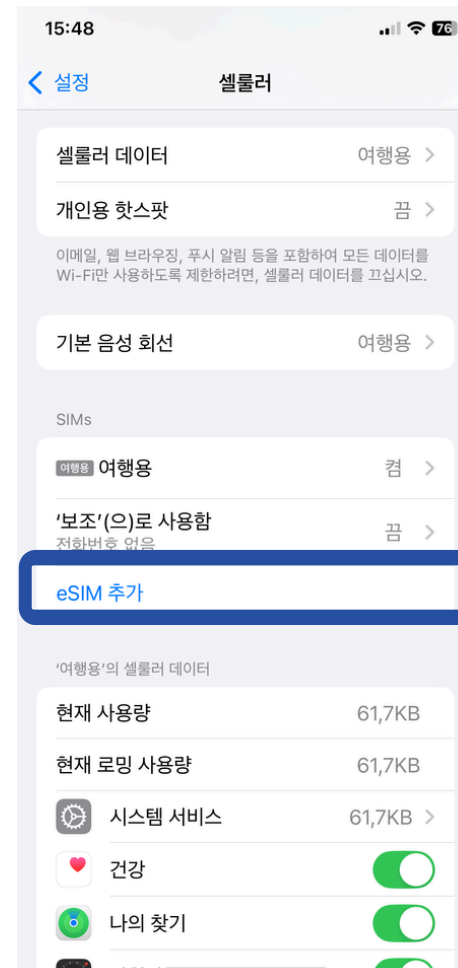 15:48
76
설정
셀룰러
셀룰러 데이터
여행용
개인용 핫스팟
끔
이메일, 웹 브라우징, 푸시 알림 등을 포함하여 모든 데이터를
Wi-Fi만 사용하도록 제한하려면, 셀룰러 데이터를 끄십시오.
기본 음성 회선
여행용
SIMs
여행용 여행용
켬
‘보조’(으)로 사용함
끔
전화번호 없음
eSIM 추가
‘여행용’의 셀룰러 데이터
현재 사용량
61,7KB
현재 로밍 사용량
61,7KB
시스템 서비스
61,7KB
건강
나의 찾기